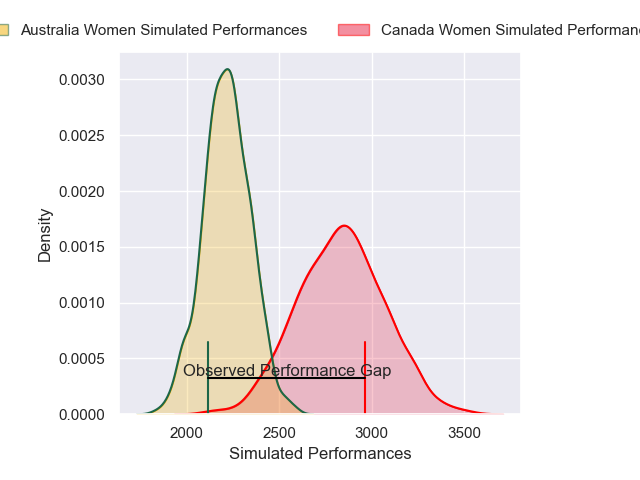 Australia Women Simulated Performances Canada Women Simulated
0.0030
0.0025
0.0020
0.0015
0.0010
0.0005
0.0000
Density
Observed Performance Gap
2000 2500 3000 3500
Simulated Performances